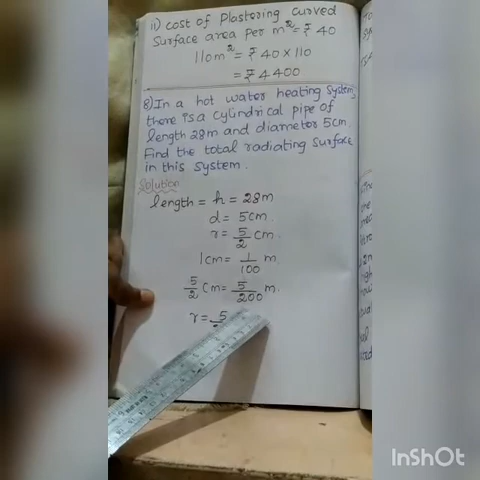 ii) Cost of Plastering Curved
Surface area per m² = ₹ 40
110m² = ₹ 40 × 110
= ₹ 4400
8) In a hot water heating System,
there is a cylindrical pipe of
length 28m and diameter 5cm
Find the total radiating surface
in this system.
Solution
length = h = 28m
d = 5cm.
r = 5/2 cm.
1cm = 1/100 m
5/2 cm = 5/200 m.
r = 5
InShOt